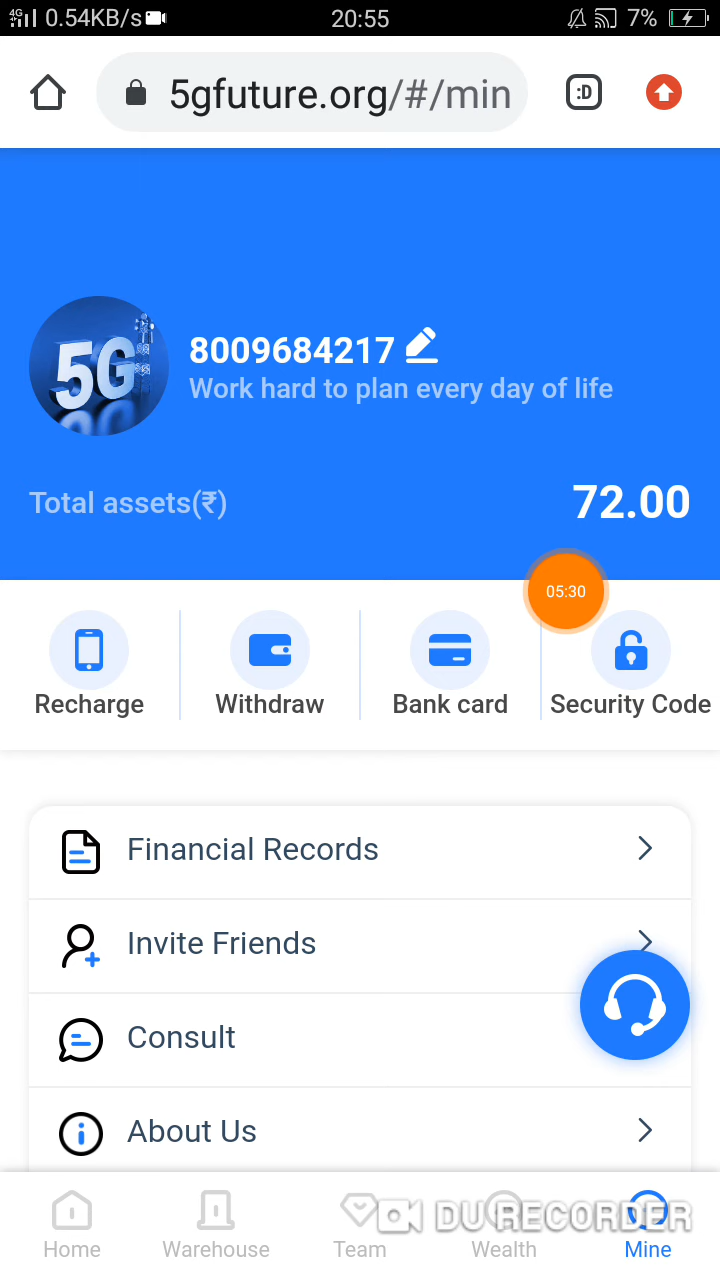 4G 0.54KB/s 20:55 7%
5gfuture.org/#/min :D
5G
8009684217
Work hard to plan every day of life
Total assets(₹) 72.00
05:30
Recharge Withdraw Bank card Security Code
Financial Records
Invite Friends
Consult
About Us
DU RECORDER
Home Warehouse Team Wealth Mine